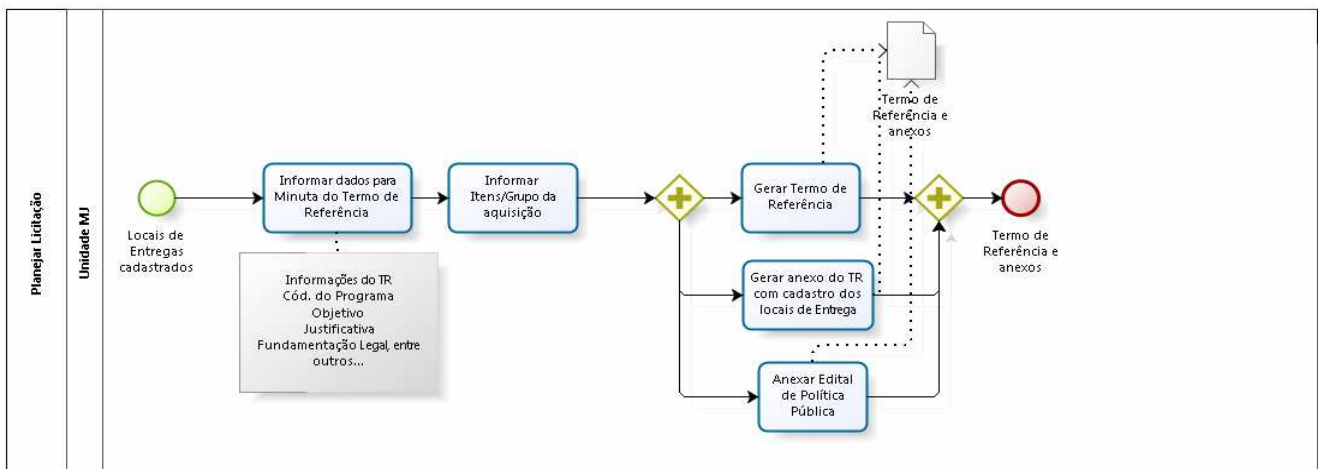 Planejar Licitação
Unidade MJ
Locais de
Entregas
cadastrados
Informar dados para
Minuta do Termo de
Referência
Informações do TR
Cód. do Programa
Objetivo
Justificativa
Fundamentação Legal, entre
outros...
Informar
Itens/Grupo da
aquisição
Gerar Termo de
Referência
Gerar anexo do TR
com cadastro dos
locais de Entrega
Anexar Edital
de Política
Pública
Termo de
Referência e
anexos
Termo de
Referência e
anexos